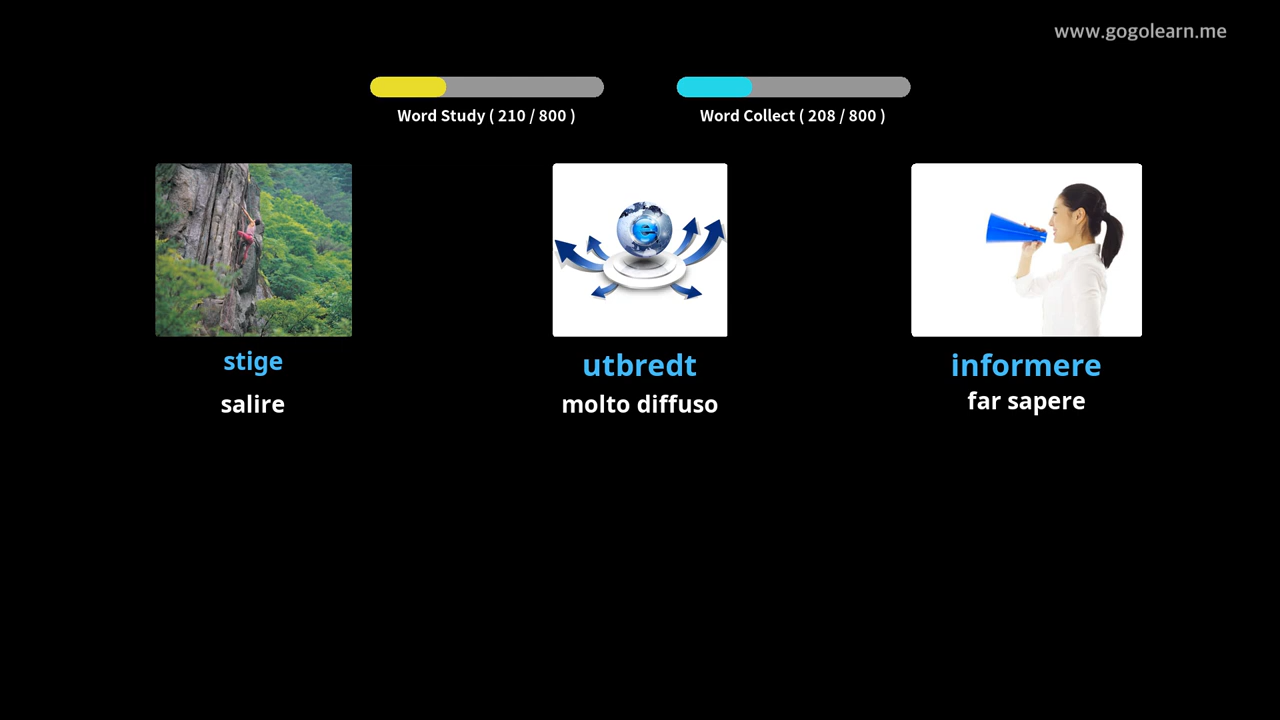 www.gogolearn.me
Word Study ( 210 / 800 )
Word Collect ( 208 / 800 )
e
stige
utbredt
informere
salire
molto diffuso
far sapere